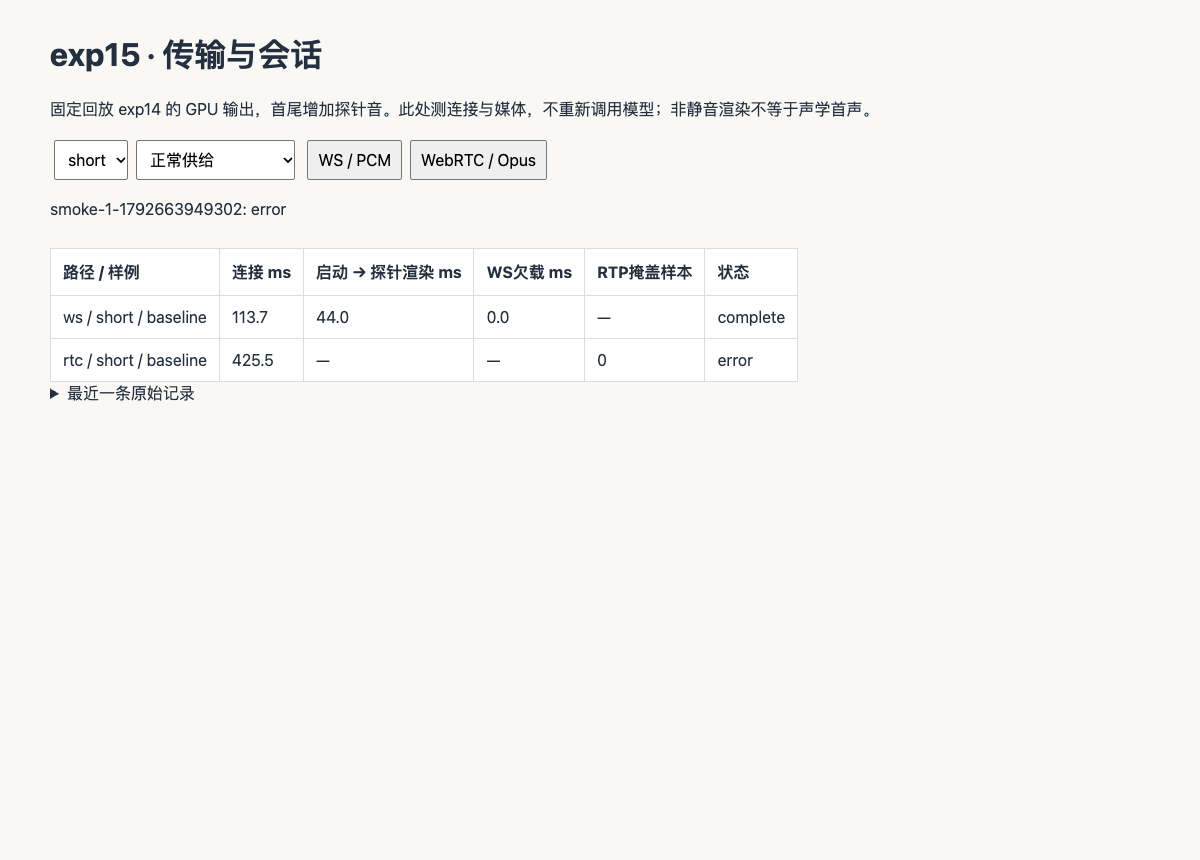 exp15 · 传输与会话
固定回放 exp14 的 GPU 输出，首尾增加探针音。此处测连接与媒体，不重新调用模型；非静音渲染不等于声学首声。
short 正常供给 WS / PCM WebRTC / Opus
smoke-1-1792663949302: error
路径 / 样例 连接 ms 启动 → 探针渲染 ms WS欠载 ms RTP掩盖样本 状态
ws / short / baseline 113.7 44.0 0.0 — complete
rtc / short / baseline 425.5 — — 0 error
▶ 最近一条原始记录